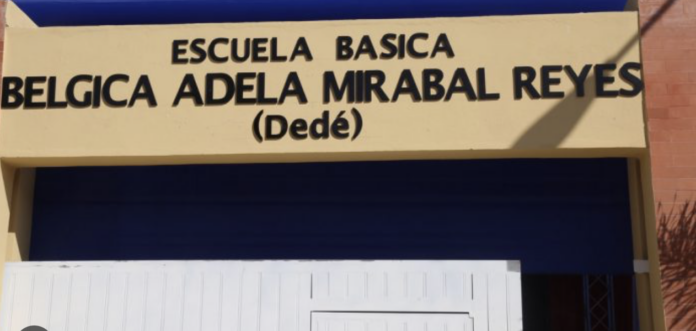 ESCUELA BASICA
BELGICA ADELA MIRABAL REYES
(Dedé)